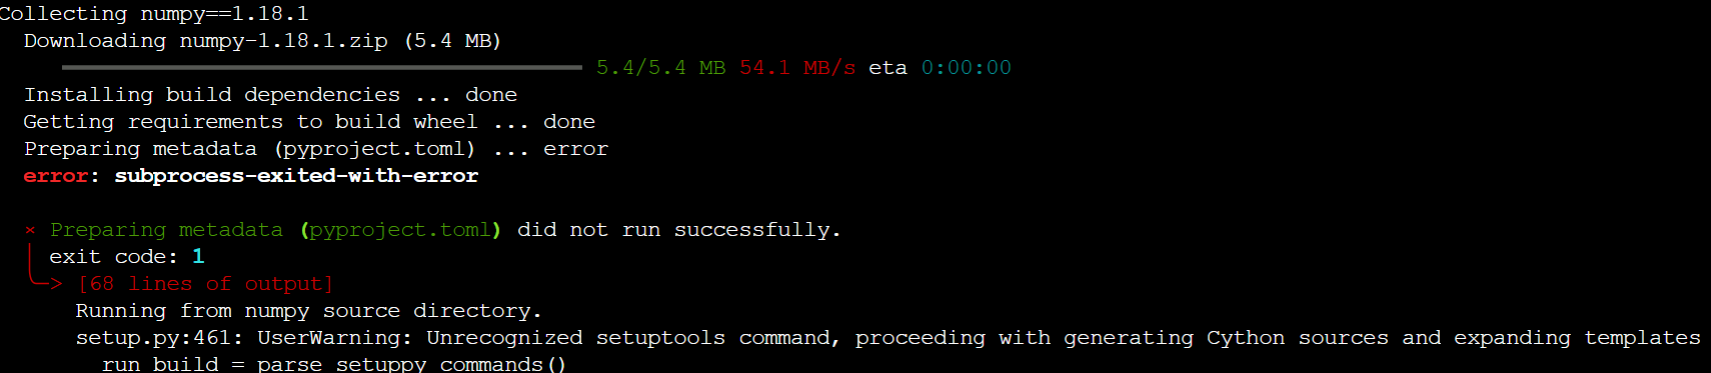 Collecting numpy==1.18.1
Downloading numpy-1.18.1.zip (5.4 MB)
5.4/5.4 MB 54.1 MB/s eta 0:00:00
Installing build dependencies ... done
Getting requirements to build wheel ... done
Preparing metadata (pyproject.toml) ... error
error: subprocess-exited-with-error
× Preparing metadata (pyproject.toml) did not run successfully.
exit code: 1
╰─> [68 lines of output]
Running from numpy source directory.
setup.py:461: UserWarning: Unrecognized setuptools command, proceeding with generating Cython sources and expanding templates
run_build = parse_setuppy_commands()